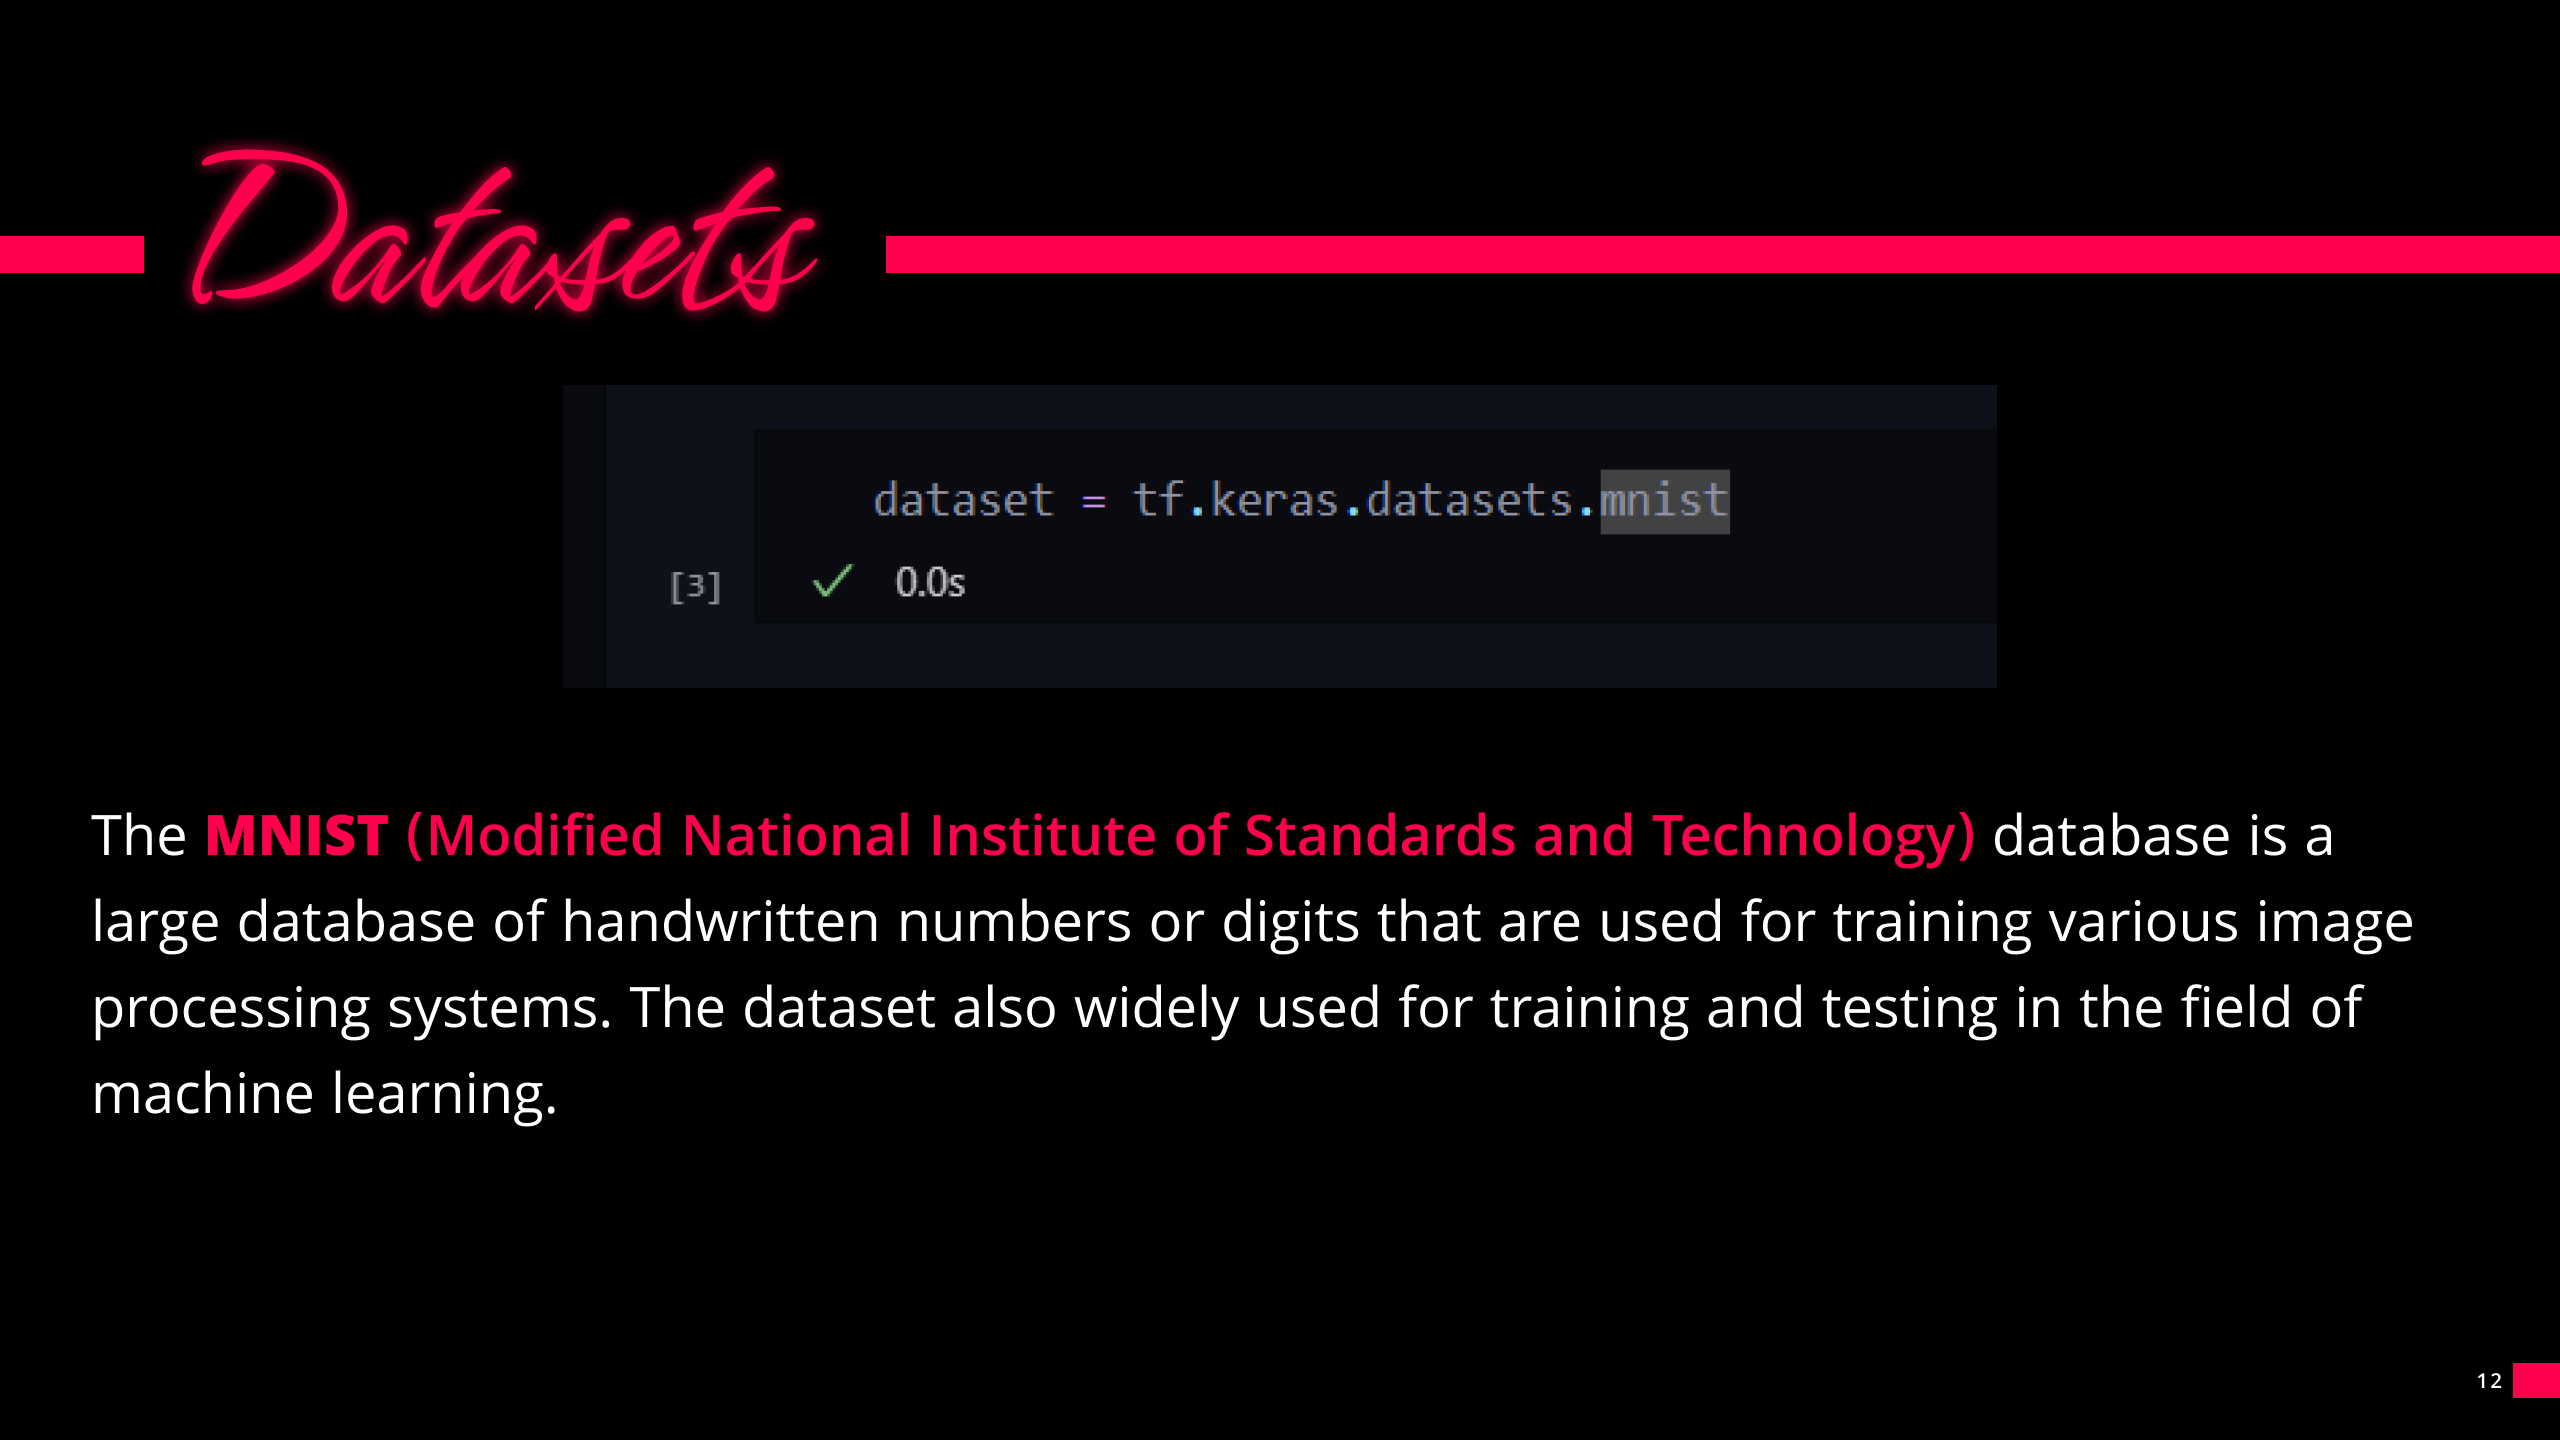 Datasets
dataset = tf.keras.datasets.mnist
[3] ✓ 0.0s
The MNIST (Modified National Institute of Standards and Technology) database is a
large database of handwritten numbers or digits that are used for training various image
processing systems. The dataset also widely used for training and testing in the field of
machine learning.
12